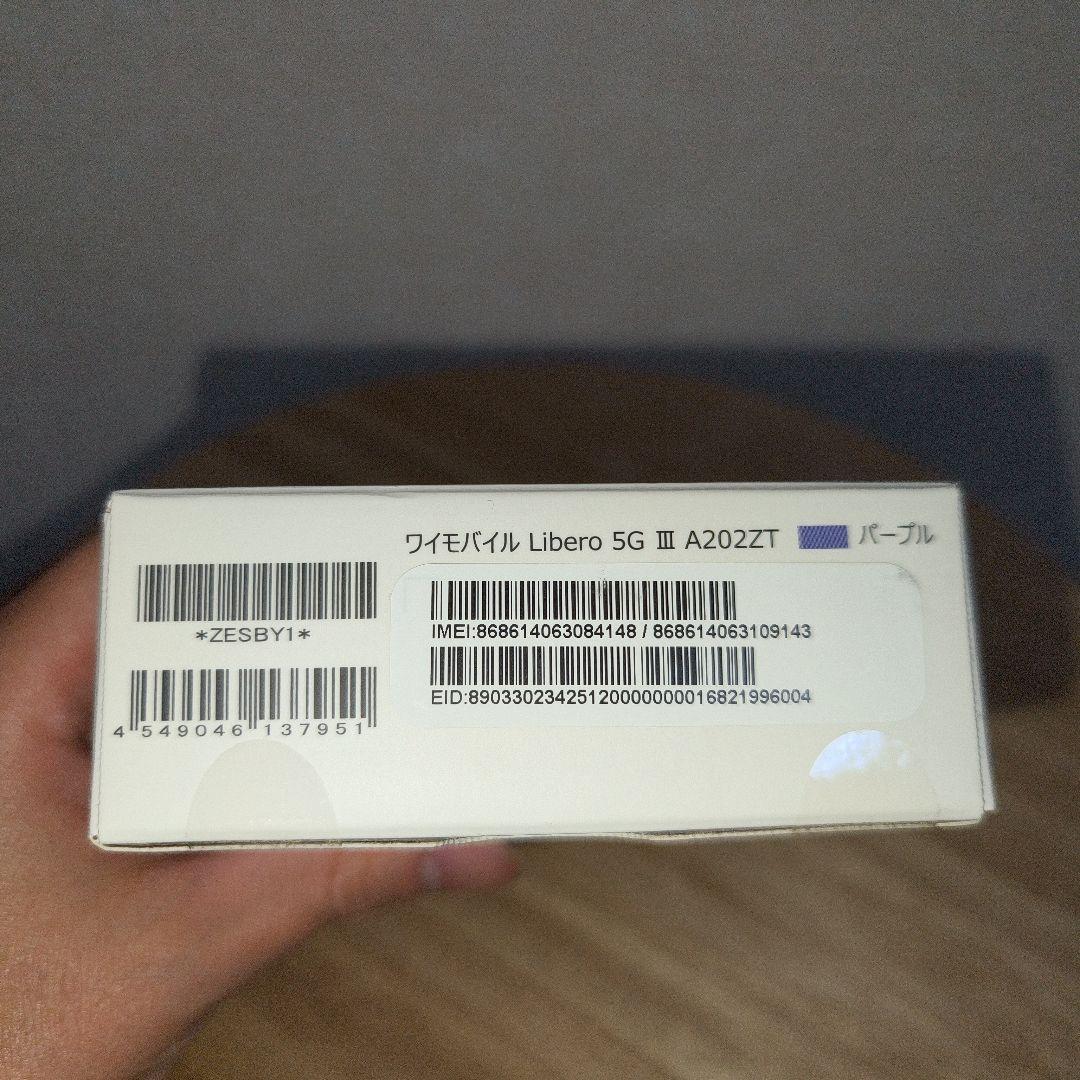 ワイモバイル Libero 5G Ⅲ A202ZT パープル
*ZESBY1*
IMEI:868614063084148 / 868614063109143
EID:89033023425120000000016821996004
4 549046 137951